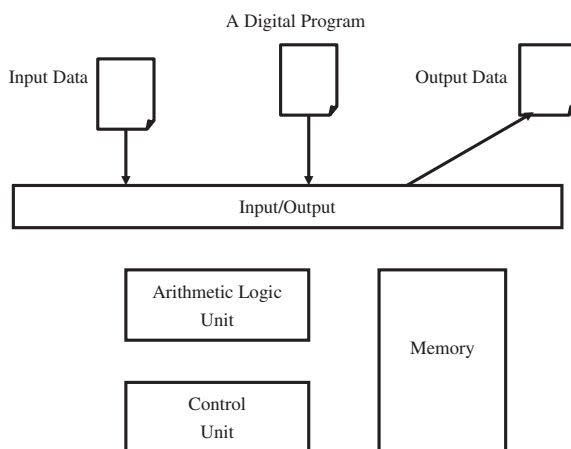 A Digital Program
Input Data
Output Data
Input/Output
Arithmetic Logic
Unit
Memory
Control
Unit